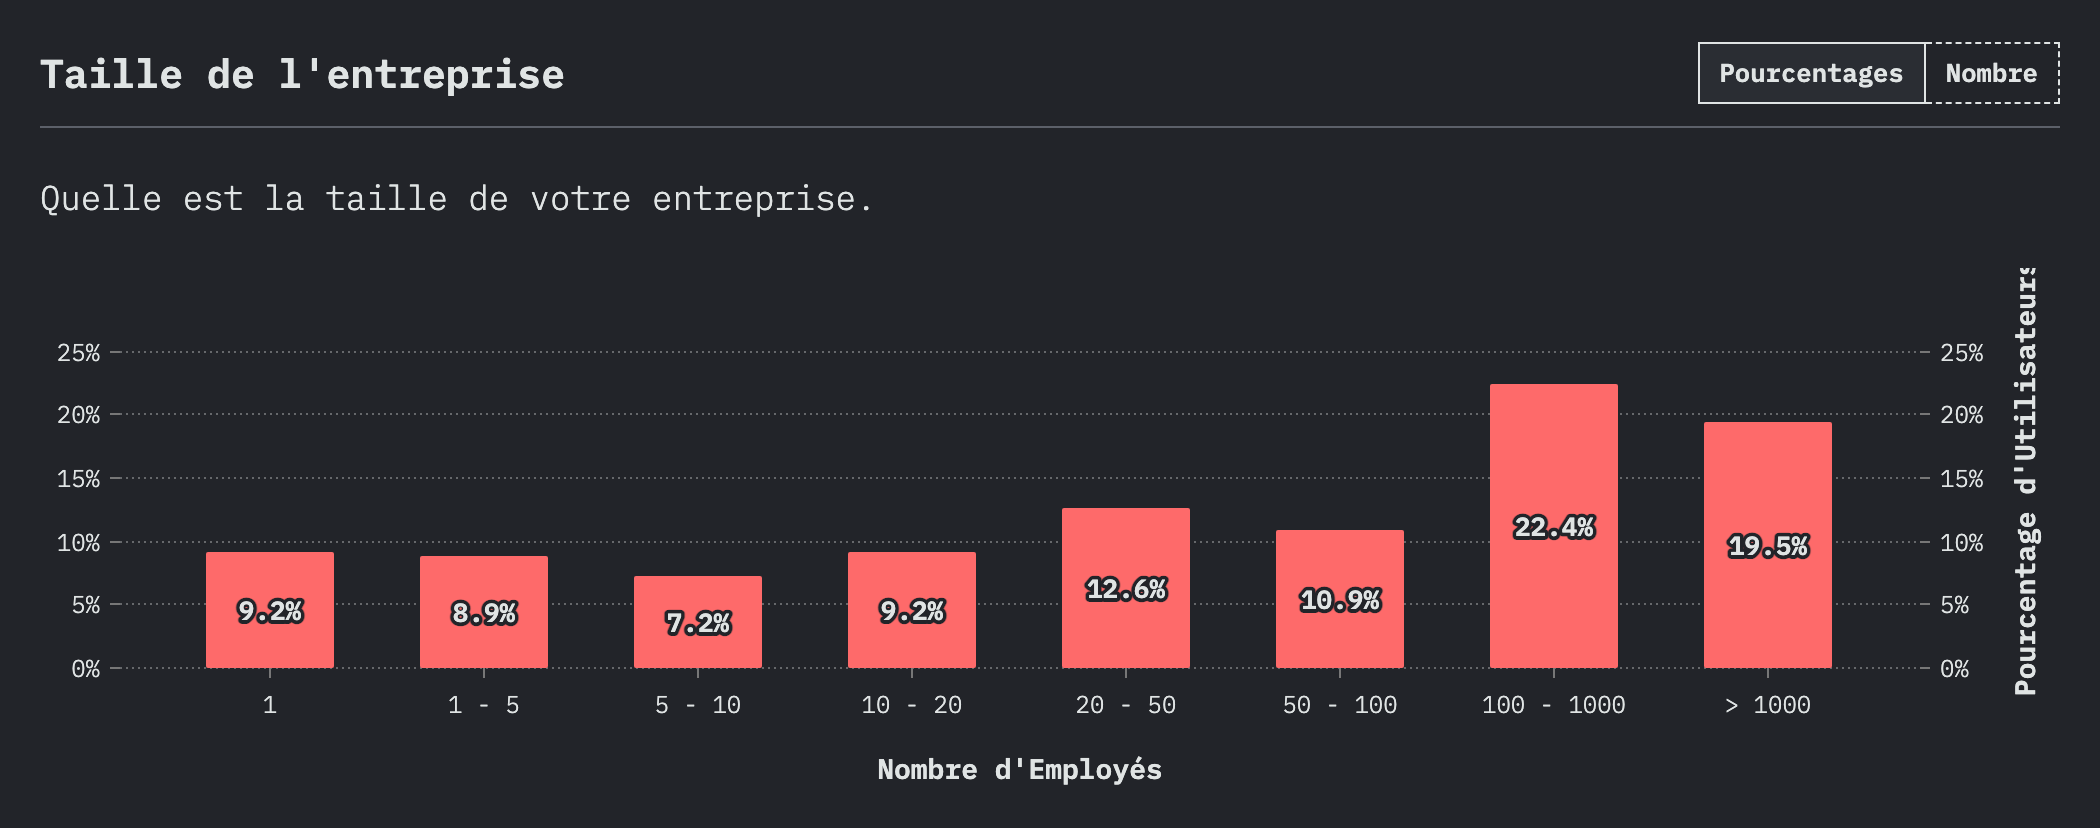 Taille de l'entreprise
Pourcentages
Nombre
Quelle est la taille de votre entreprise.
25%
20%
15%
10%
5%
0%
9.2%
8.9%
7.2%
9.2%
12.6%
10.9%
22.4%
19.5%
25%
20%
15%
10%
5%
0%
Pourcentage d'Utilisateurs
1
1 - 5
5 - 10
10 - 20
20 - 50
50 - 100
100 - 1000
> 1000
Nombre d'Employés